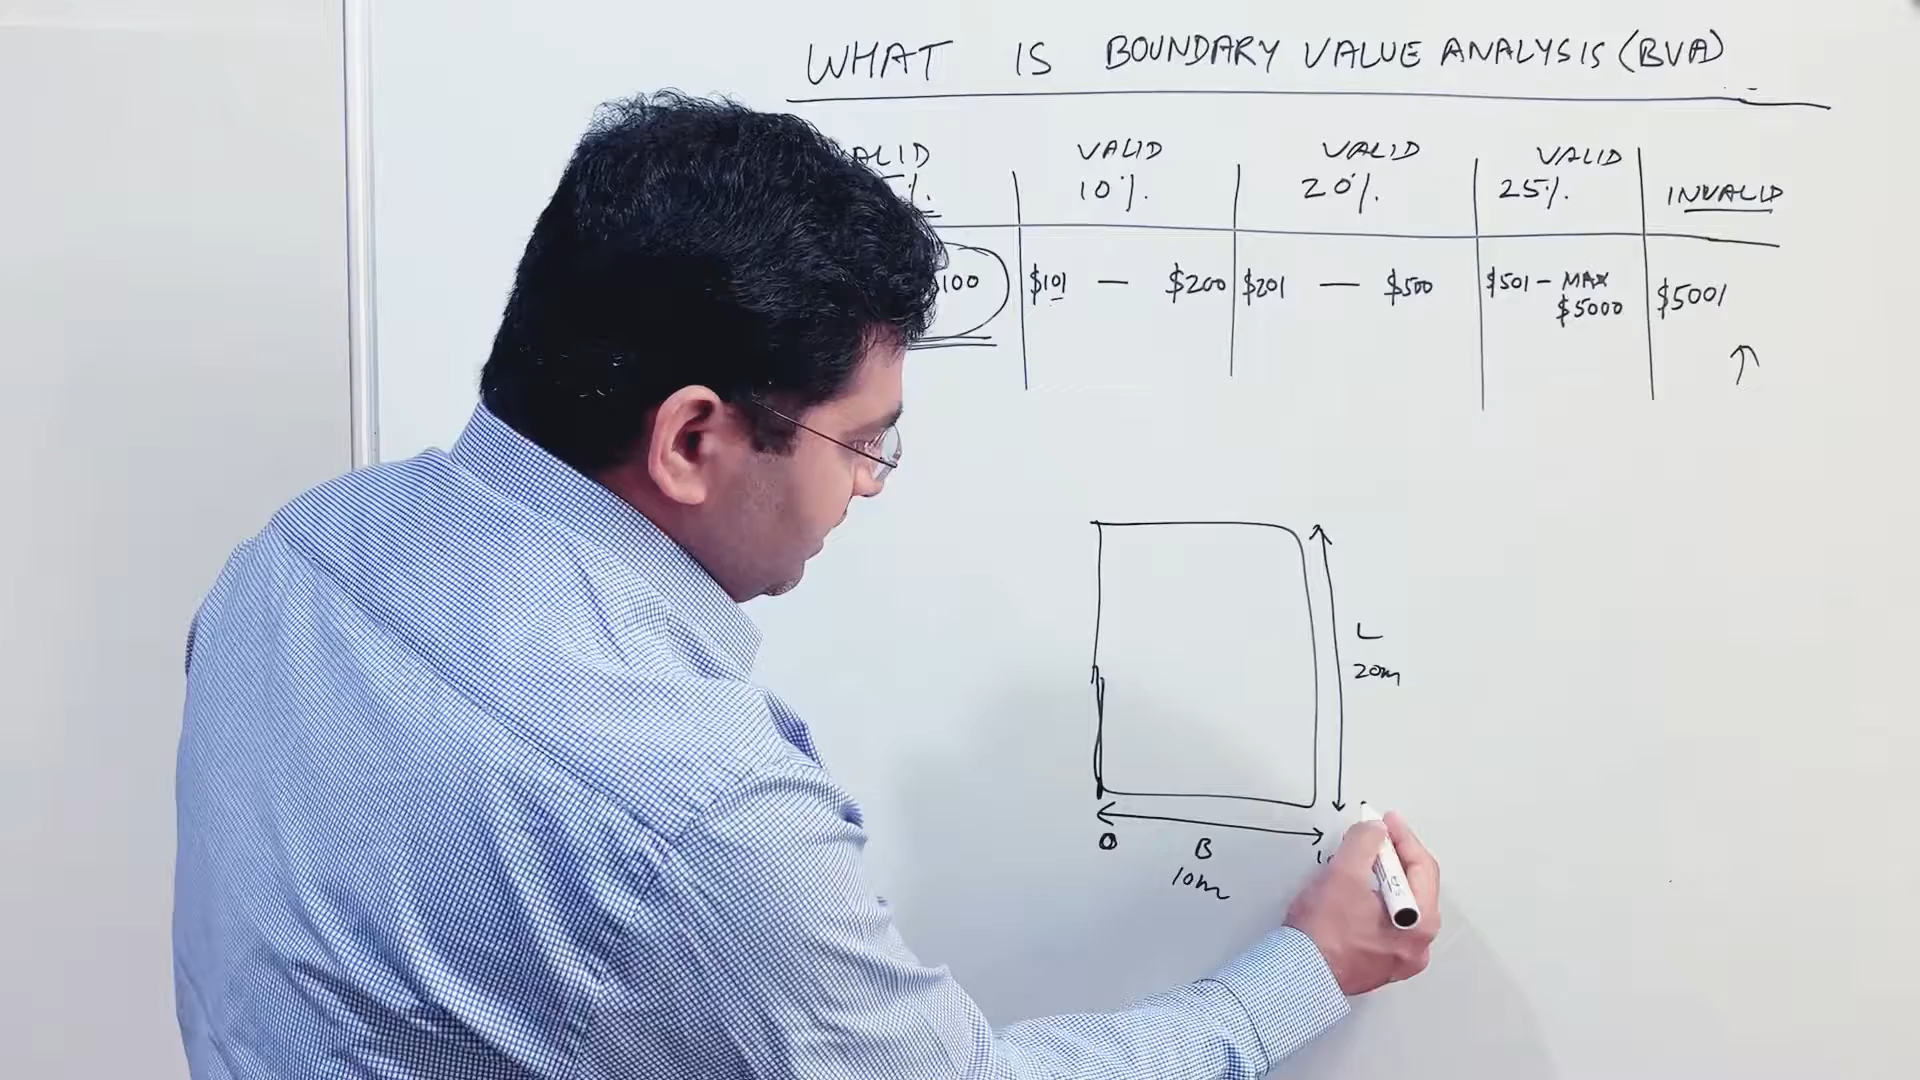 WHAT IS BOUNDARY VALUE ANALYSIS (BVA)
VALID VALID VALID
10% 20% 25% INVALID
100 $101 — $200 $201 — $500 $501 - MAX $5001
$5000
L
20m
0 B
10m